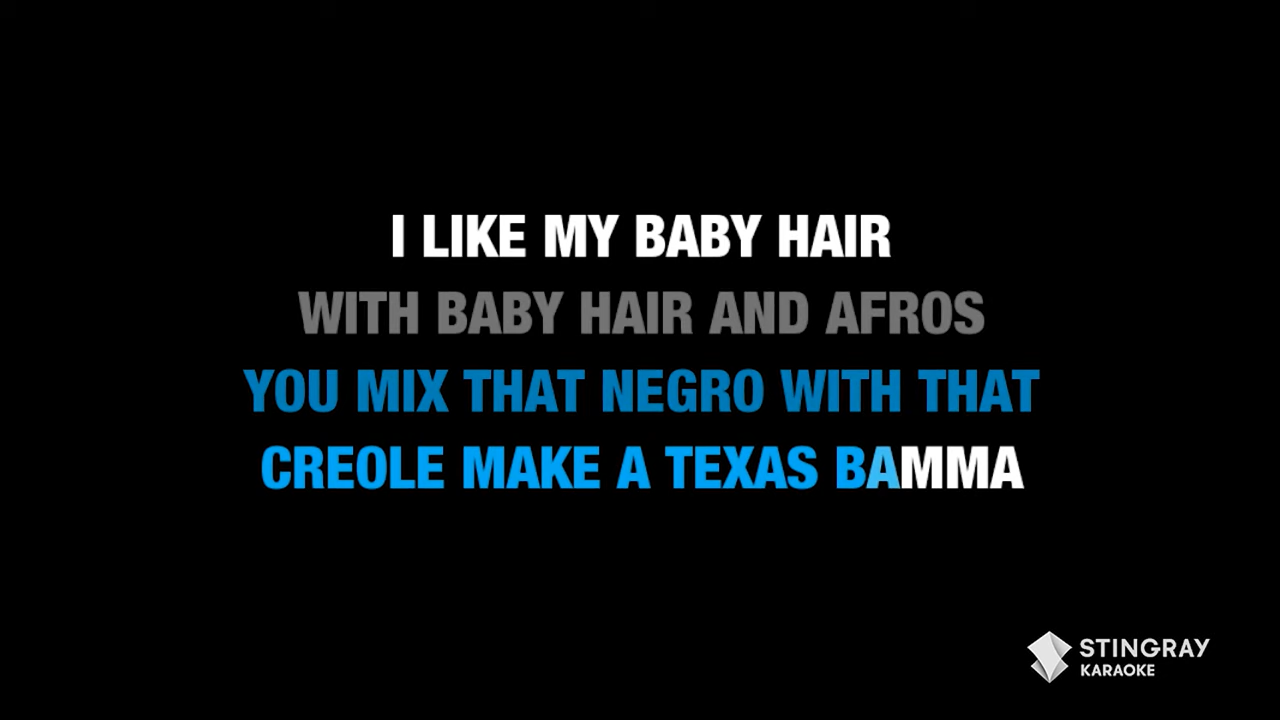 I LIKE MY BABY HAIR
WITH BABY HAIR AND AFROS
YOU MIX THAT NEGRO WITH THAT
CREOLE MAKE A TEXAS BAMMA
STINGRAY
KARAOKE